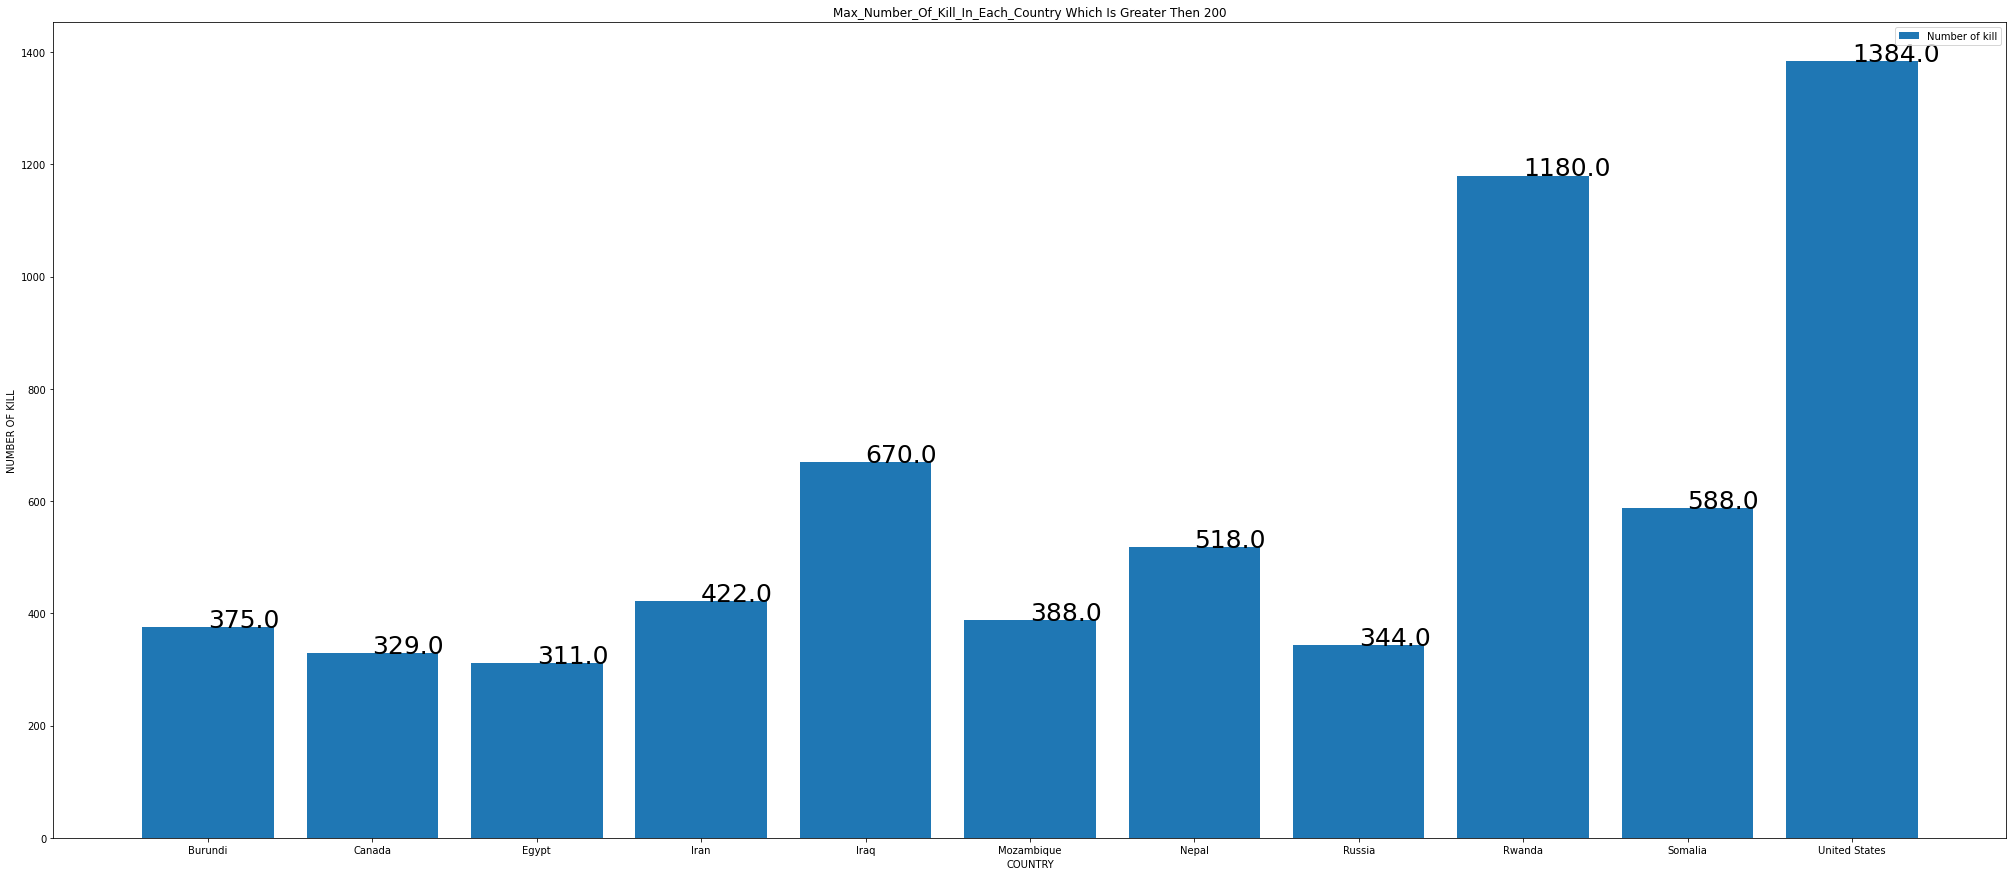 Max_Number_Of_Kill_In_Each_Country Which Is Greater Then 200
Number of kill
1400
1200
1000
800
600
400
200
0
NUMBER OF KILL
375.0
329.0
311.0
422.0
670.0
388.0
518.0
344.0
1180.0
588.0
1384.0
Burundi
Canada
Egypt
Iran
Iraq
Mozambique
Nepal
Russia
Rwanda
Somalia
United States
COUNTRY